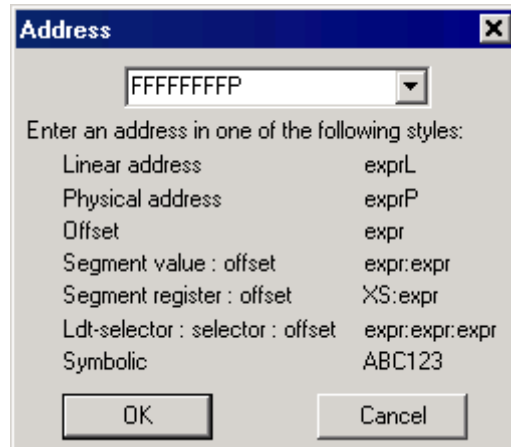 Address
FFFFFFFFP
Enter an address in one of the following styles:
Linear address exprL
Physical address exprP
Offset expr
Segment value : offset expr:expr
Segment register : offset XS:expr
Ldt-selector : selector : offset expr:expr:expr
Symbolic ABC123
OK Cancel